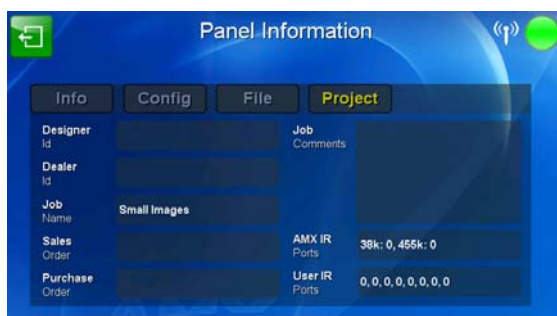 Panel Information
Info Config File Project
Designer
Id
Dealer
Id
Job
Name
Small Images
Sales
Order
Purchase
Order
Job
Comments
AMX IR
Ports
38k: 0, 455k: 0
User IR
Ports
0, 0, 0, 0, 0, 0, 0, 0